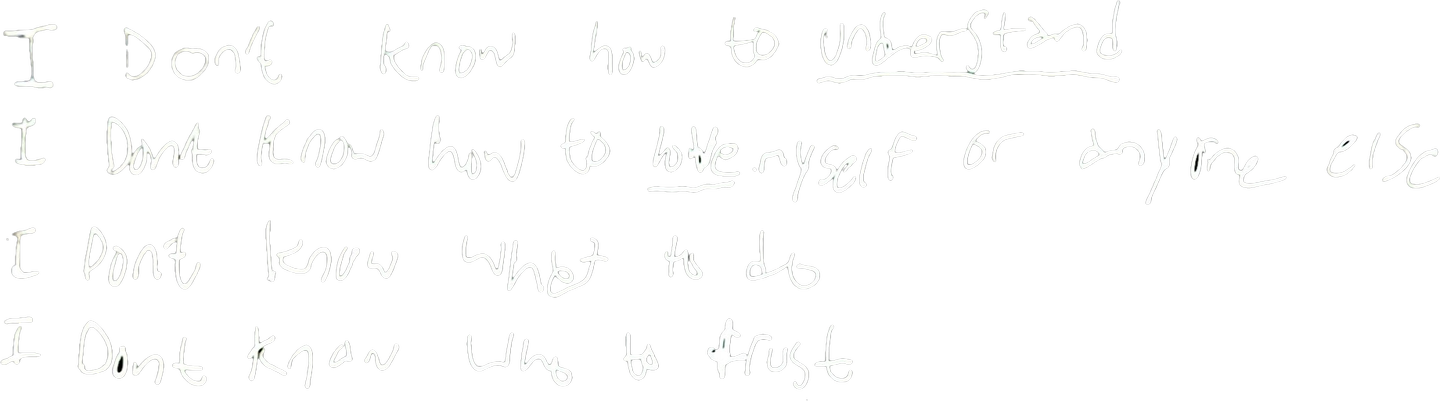 I Don't know how to understand
I Dont know how to love myself or anyone else
I Don't know what to do
I Dont know who to trust